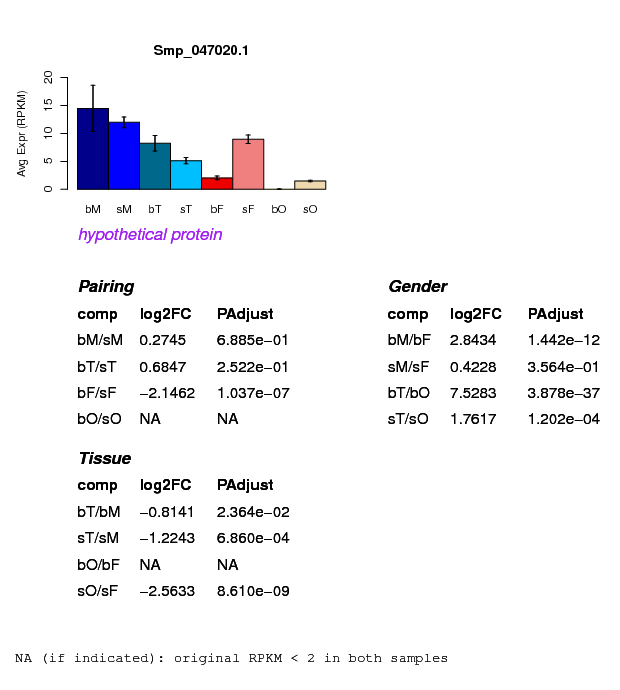 Smp_047020.1
Avg Expr (RPKM)
20
15
10
5
0
bM sM bT sT bF sF bO sO
hypothetical protein
Pairing
comp log2FC PAdjust
bM/sM 0.2745 6.885e−01
bT/sT 0.6847 2.522e−01
bF/sF −2.1462 1.037e−07
bO/sO NA NA
Gender
comp log2FC PAdjust
bM/bF 2.8434 1.442e−12
sM/sF 0.4228 3.564e−01
bT/bO 7.5283 3.878e−37
sT/sO 1.7617 1.202e−04
Tissue
comp log2FC PAdjust
bT/bM −0.8141 2.364e−02
sT/sM −1.2243 6.860e−04
bO/bF NA NA
sO/sF −2.5633 8.610e−09
NA (if indicated): original RPKM < 2 in both samples